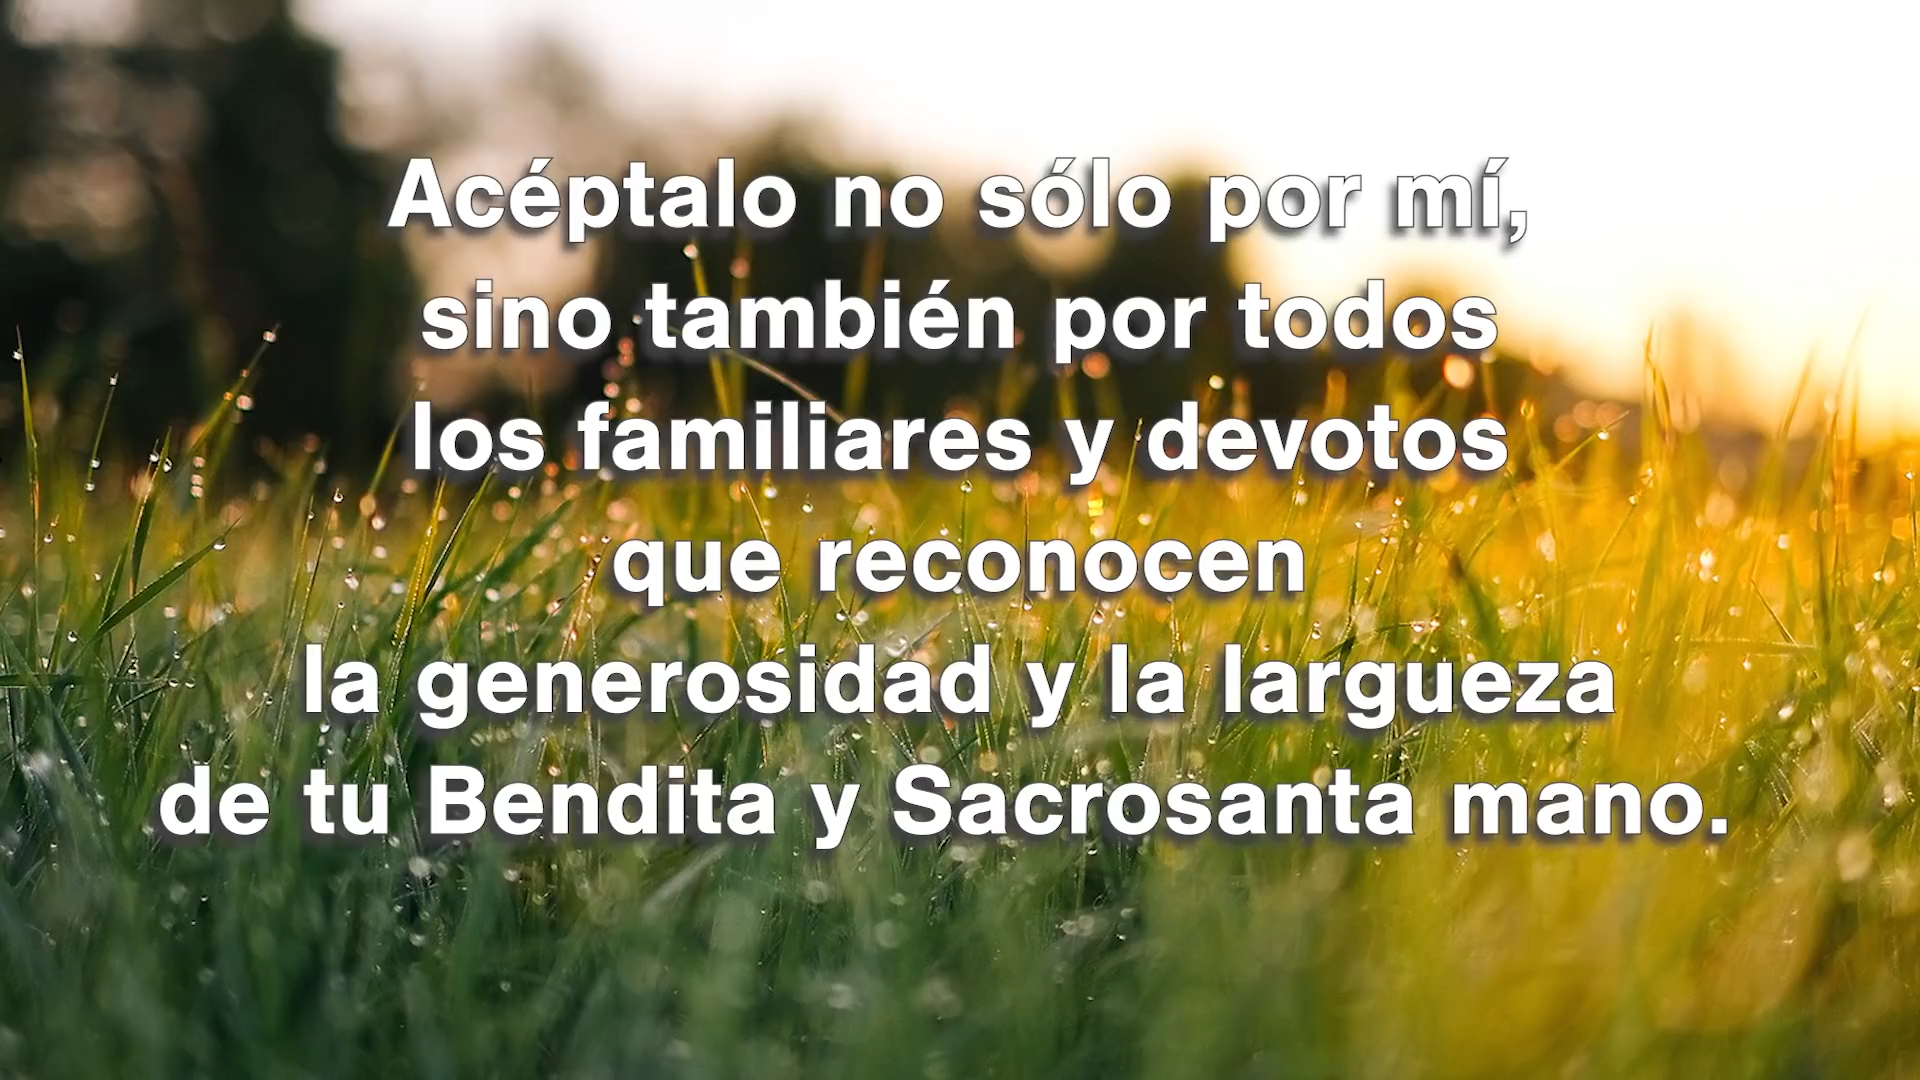 Acéptalo no sólo por mí,
sino también por todos
los familiares y devotos
que reconocen
la generosidad y la largueza
de tu Bendita y Sacrosanta mano.